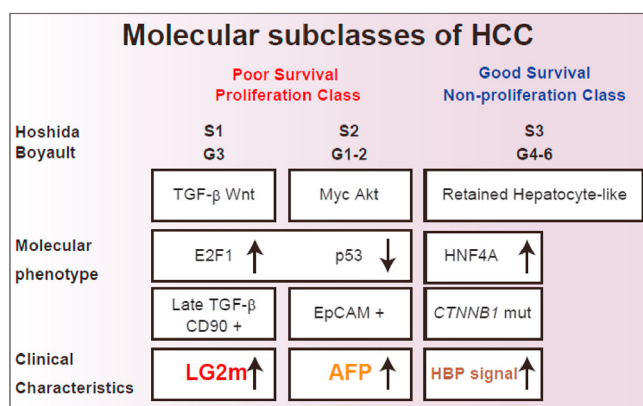 Molecular subclasses of HCC
Poor Survival
Proliferation Class
Good Survival
Non-proliferation Class
Hoshida S1 S2 S3
Boyault G3 G1-2 G4-6
TGF-β Wnt Myc Akt Retained Hepatocyte-like
Molecular
phenotype
E2F1 ↑ p53 ↓ HNF4A ↑
Late TGF-β
CD90 +
EpCAM +
CTNNB1 mut
Clinical
Characteristics
LG2m ↑ AFP ↑ HBP signal ↑